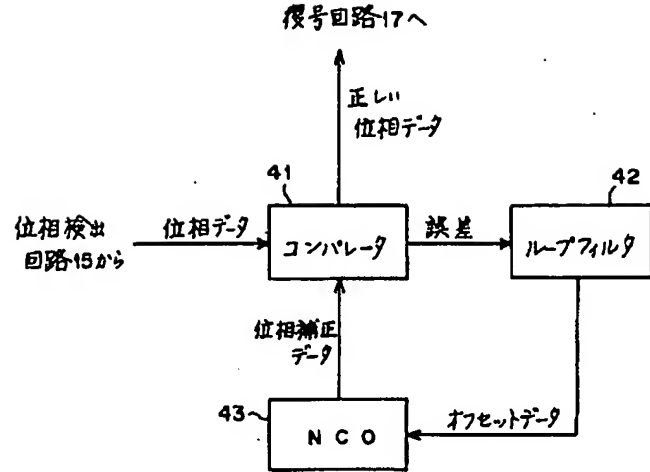 復号回路17へ
正しい
位相データ
41
42
位相検出
回路15から
位相データ
コンパレータ
誤差
ループフィルタ
位相補正
データ
43
NCO
オフセットデータ